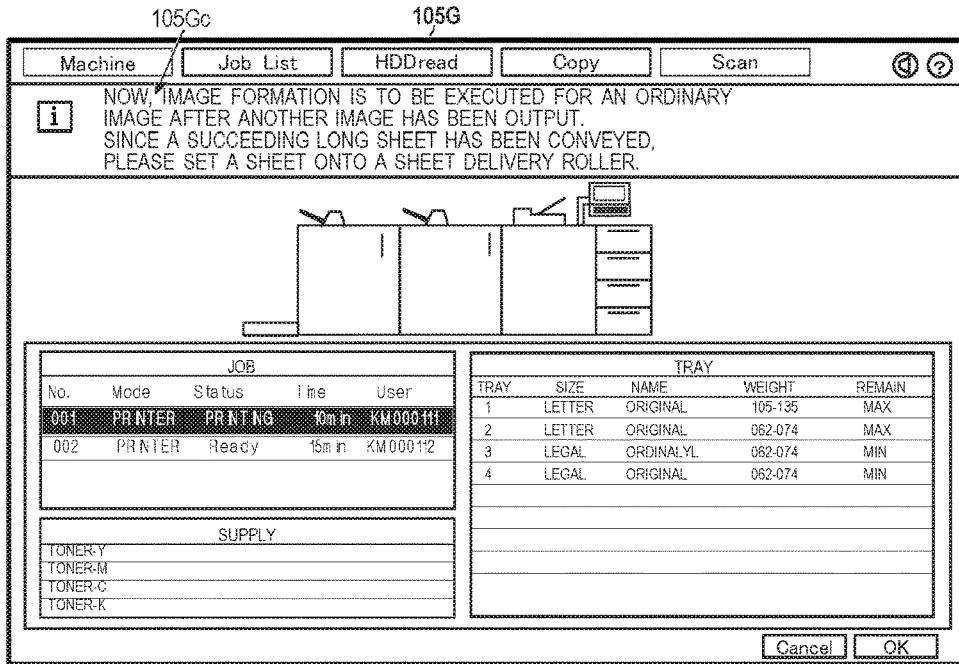 105Gc
105G
Machine Job List HDDread Copy Scan
?
i
NOW, IMAGE FORMATION IS TO BE EXECUTED FOR AN ORDINARY
IMAGE AFTER ANOTHER IMAGE HAS BEEN OUTPUT.
SINCE A SUCCEEDING LONG SHEET HAS BEEN CONVEYED,
PLEASE SET A SHEET ONTO A SHEET DELIVERY ROLLER.
JOB
No. Mode Status Time User
001 PRINTER PRINTING 10min KM000111
002 PRINTER Ready 15min KM000112
SUPPLY
TONER-Y
TONER-M
TONER-C
TONER-K
TRAY
TRAY SIZE NAME WEIGHT REMAIN
1 LETTER ORIGINAL 105-135 MAX
2 LETTER ORIGINAL 062-074 MAX
3 LEGAL ORDINALYL 062-074 MIN
4 LEGAL ORIGINAL 062-074 MIN
Cancel OK